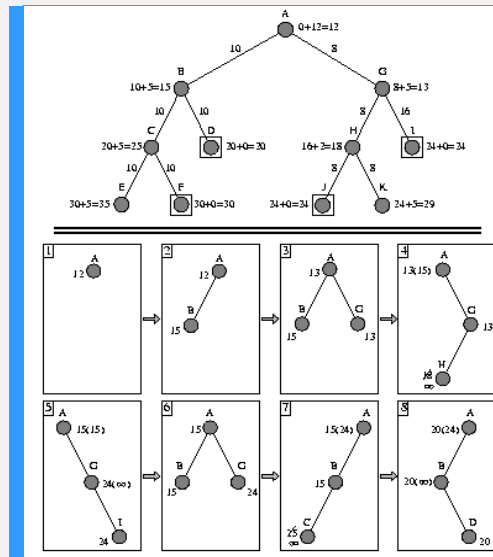 A
0+12=12
10 8
B G
10+5=15 8+5=13
10 10 8 16
C D H I
20+5=25 20+0=20 16+2=18 24+0=24
10 10 8 8
E F J K
30+5=35 30+0=30 24+0=24 24+5=29
1 2 3 4
A A A A
12 12 13 13(15)
B B G G
15 15 13 13
H
18
∞
5 6 7 8
A A A A
15(15) 15 15(24) 20(24)
G B G B B
24(∞) 15 24 15 20(∞)
I C D
24 25 20
∞